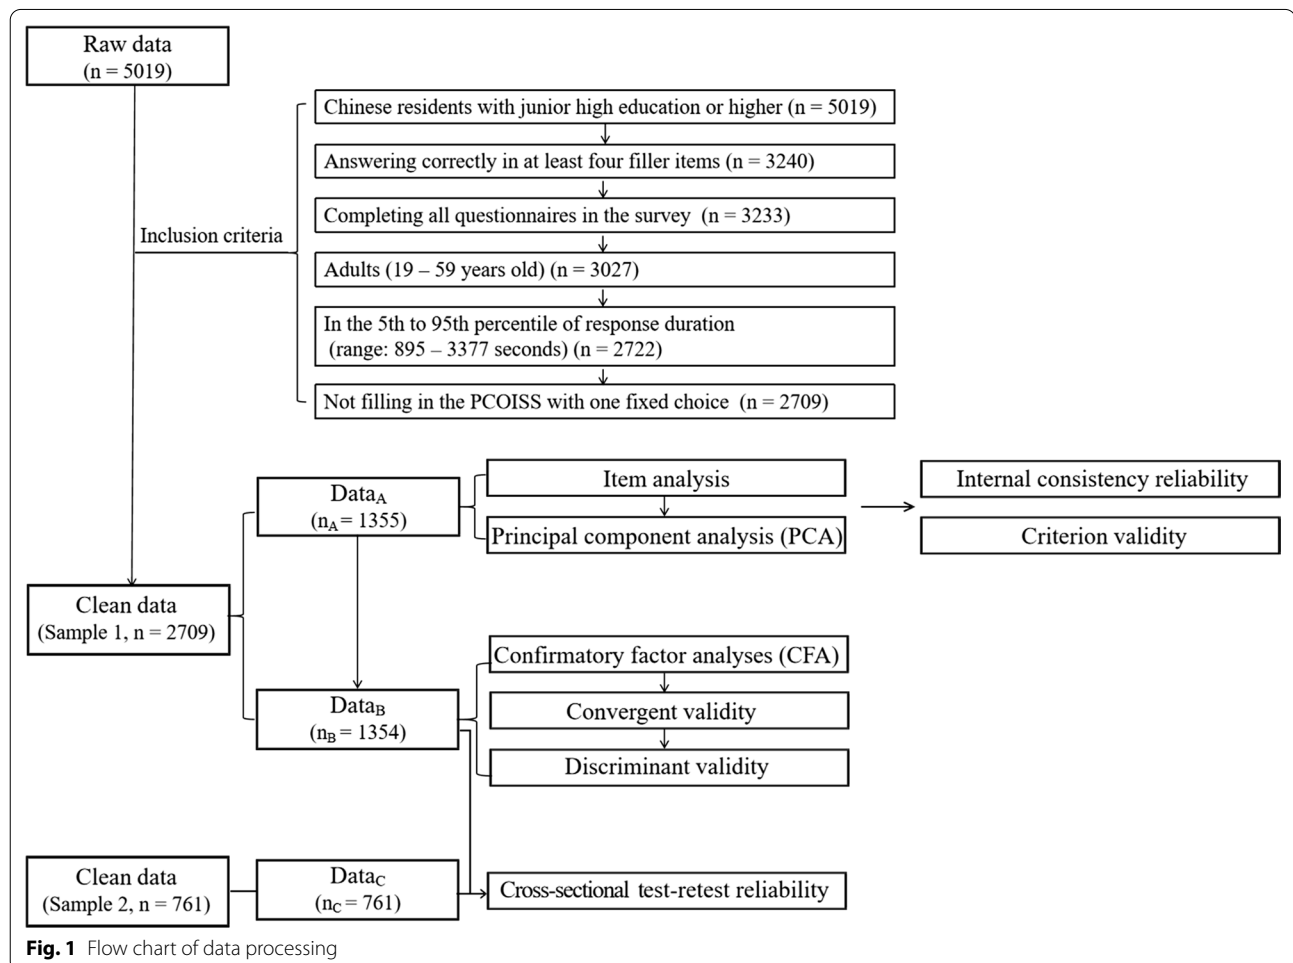 Raw data
(n = 5019)
Chinese residents with junior high education or higher (n = 5019)
Answering correctly in at least four filler items (n = 3240)
Completing all questionnaires in the survey (n = 3233)
Inclusion criteria
Adults (19 – 59 years old) (n = 3027)
In the 5th to 95th percentile of response duration
(range: 895 – 3377 seconds) (n = 2722)
Not filling in the PCOISS with one fixed choice (n = 2709)
DataA
(nA = 1355)
Item analysis
Principal component analysis (PCA)
Internal consistency reliability
Criterion validity
Clean data
(Sample 1, n = 2709)
DataB
(nB = 1354)
Confirmatory factor analyses (CFA)
Convergent validity
Discriminant validity
Clean data
(Sample 2, n = 761)
DataC
(nC = 761)
Cross-sectional test-retest reliability
Fig. 1 Flow chart of data processing